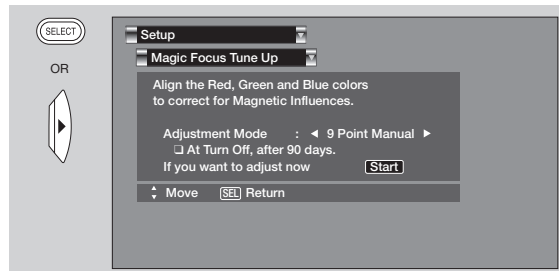 SELECT
OR
Setup
Magic Focus Tune Up
Align the Red, Green and Blue colors
to correct for Magnetic Influences.
Adjustment Mode : ◄ 9 Point Manual ►
❏ At Turn Off, after 90 days.
If you want to adjust now Start
Move SEL Return